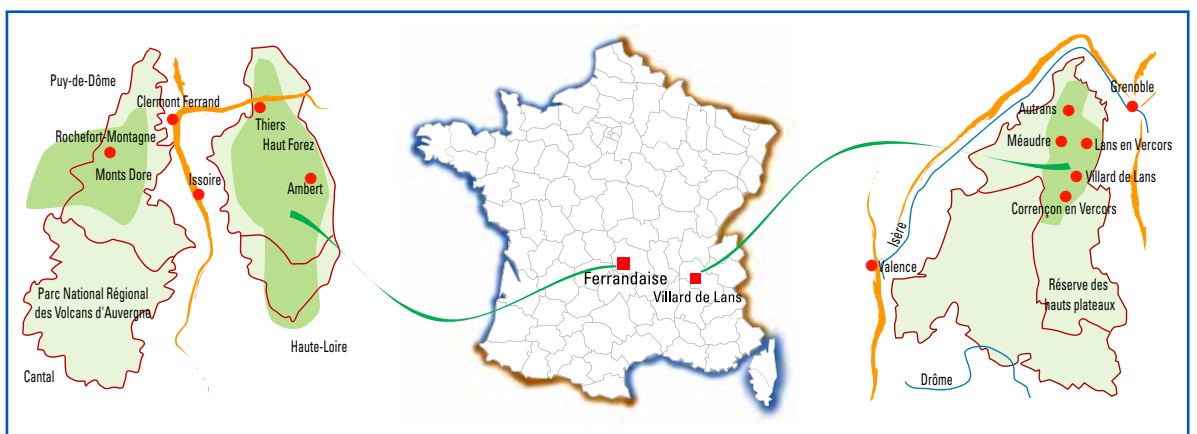 Puy-de-Dôme
Clermont Ferrand
Rochefort-Montagne
Monts Dore
Issoire
Thiers
Haut Forez
Ambert
Parc National Régional
des Volcans d'Auvergne
Haute-Loire
Cantal
Ferrandaise
Villard de Lans
Grenoble
Autrans
Méaudre
Lans en Vercors
Villard de Lans
Corrençon en Vercors
Isère
Valence
Réserve des
hauts plateaux
Drôme